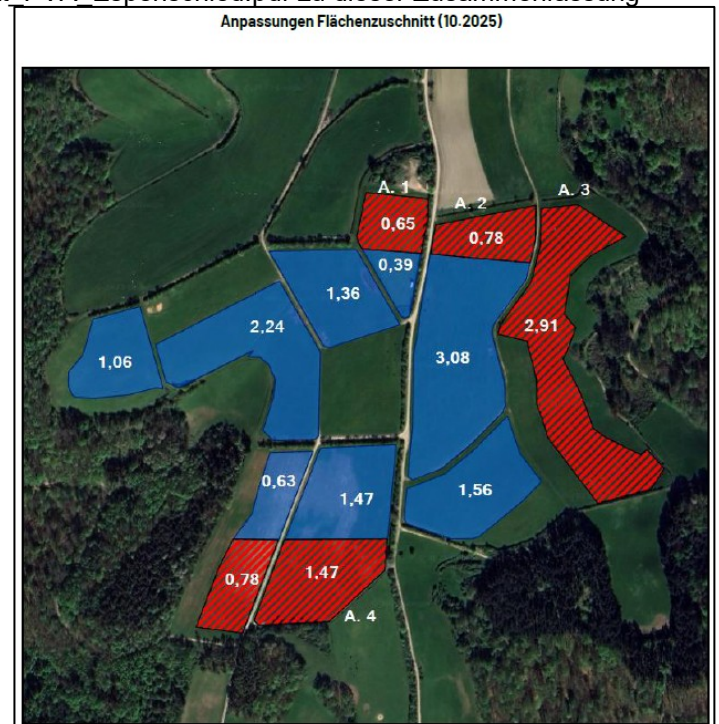 Anpassungen Flächenzuschnitt (10.2025)
A. 1
A. 2
A. 3
0,65
0,78
0,39
1,36
2,24
2,91
3,08
1,06
0,63
1,47
1,56
0,78
1,47
A. 4